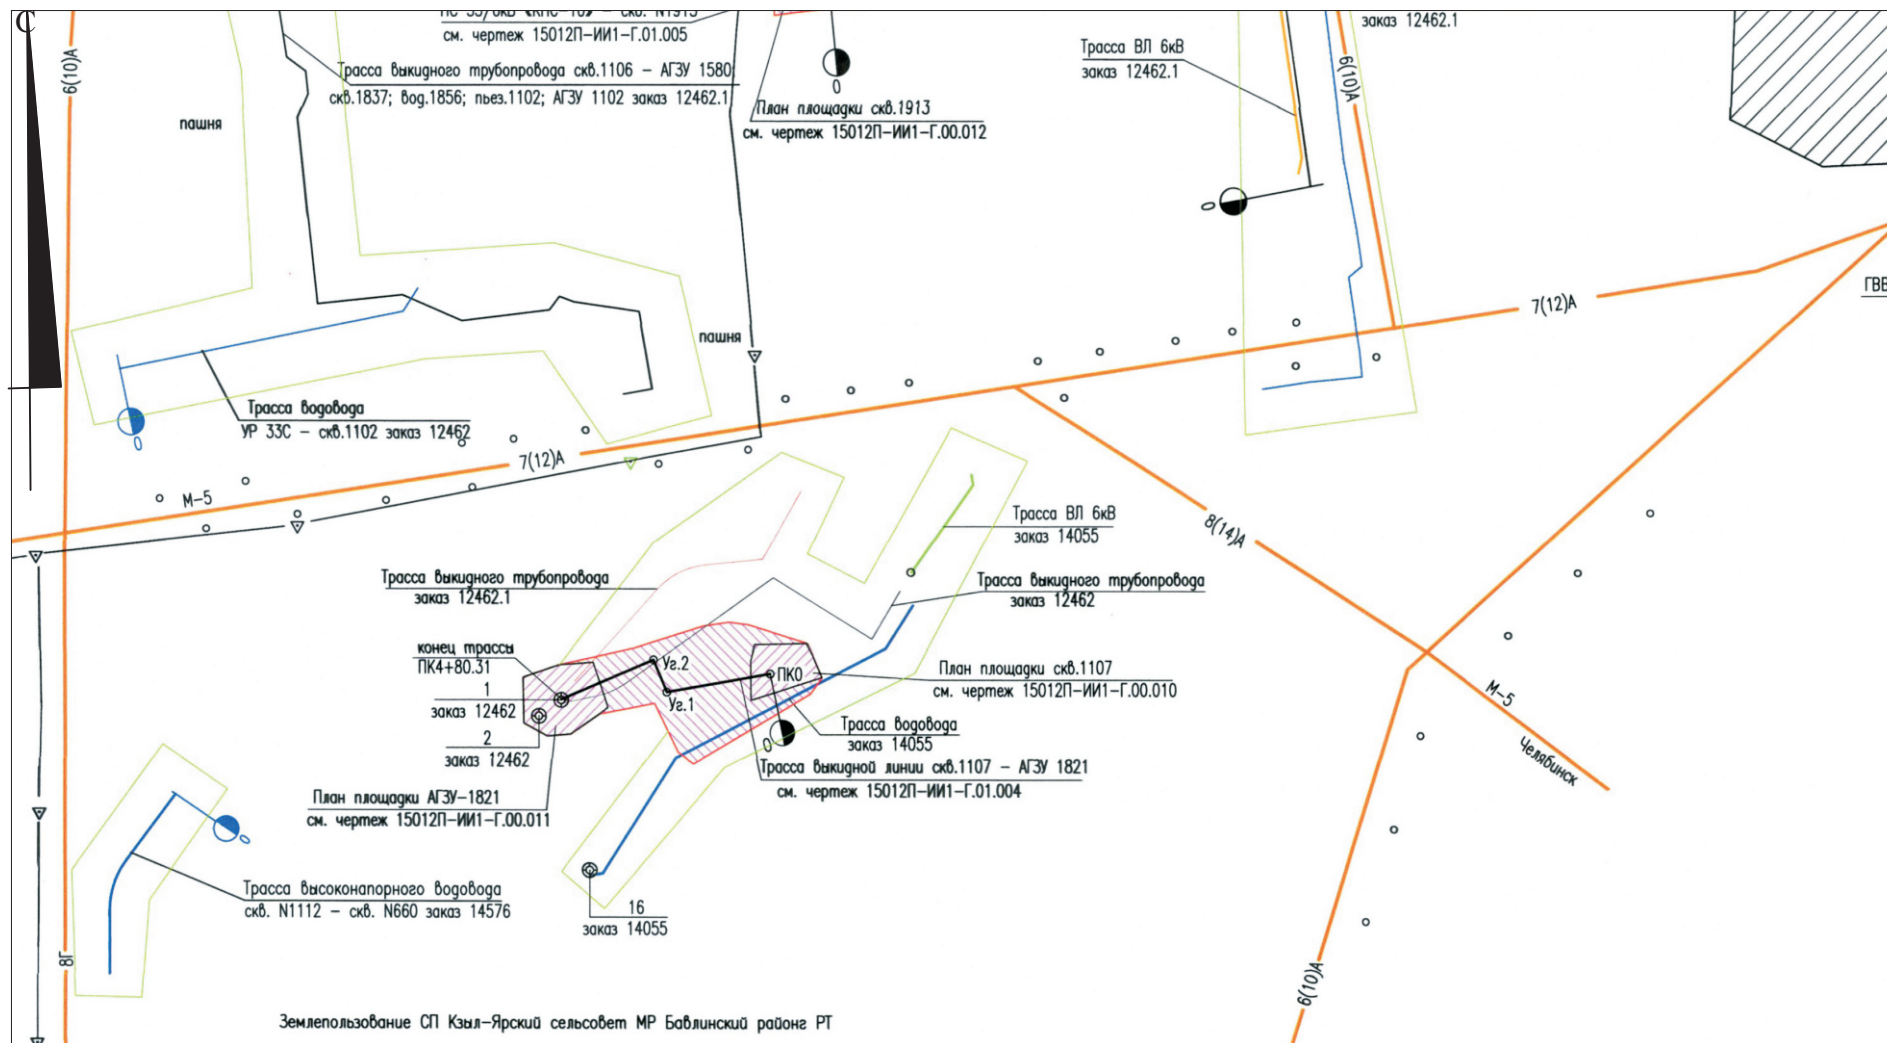 С
6(10)А
ПС 35/6кВ «КНС-10» - скв. N1913
см. чертеж 15012П-ИИ1-Г.01.005
Трасса выкидного трубопровода скв.1106 - АГЗУ 1580;
скв.1837; вод.1856; пьез.1102; АГЗУ 1102 заказ 12462.1
пашня
0
План площадки скв.1913
см. чертеж 15012П-ИИ1-Г.00.012
Трасса ВЛ 6кВ
заказ 12462.1
заказ 12462.1
6(10)А
0
7(12)А
ГВВ
пашня
Трасса водовода
УР 33С - скв.1102 заказ 12462
0
7(12)А
М-5
Трасса ВЛ 6кВ
заказ 14055
8(14)А
Трасса выкидного трубопровода
заказ 12462.1
Трасса выкидного трубопровода
заказ 12462
конец трассы
ПК4+80.31
Уг.2
ПК0
Уг.1
План площадки скв.1107
см. чертеж 15012П-ИИ1-Г.00.010
1
заказ 12462
2
заказ 12462
0
Трасса водовода
заказ 14055
М-5
Челябинск
Трасса выкидной линии скв.1107 - АГЗУ 1821
см. чертеж 15012П-ИИ1-Г.01.004
План площадки АГЗУ-1821
см. чертеж 15012П-ИИ1-Г.00.011
0
Трасса высоконапорного водовода
скв. N1112 - скв. N660 заказ 14576
16
заказ 14055
8Г
6(10)А
Землепользование СП Кзыл-Ярский сельсовет МР Бавлинский районг РТ